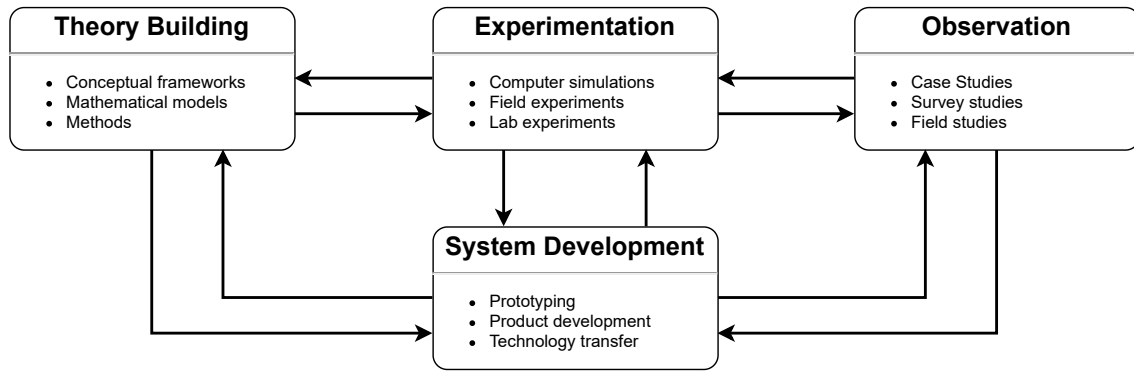 Theory Building
• Conceptual frameworks
• Mathematical models
• Methods
Experimentation
• Computer simulations
• Field experiments
• Lab experiments
Observation
• Case Studies
• Survey studies
• Field studies
System Development
• Prototyping
• Product development
• Technology transfer